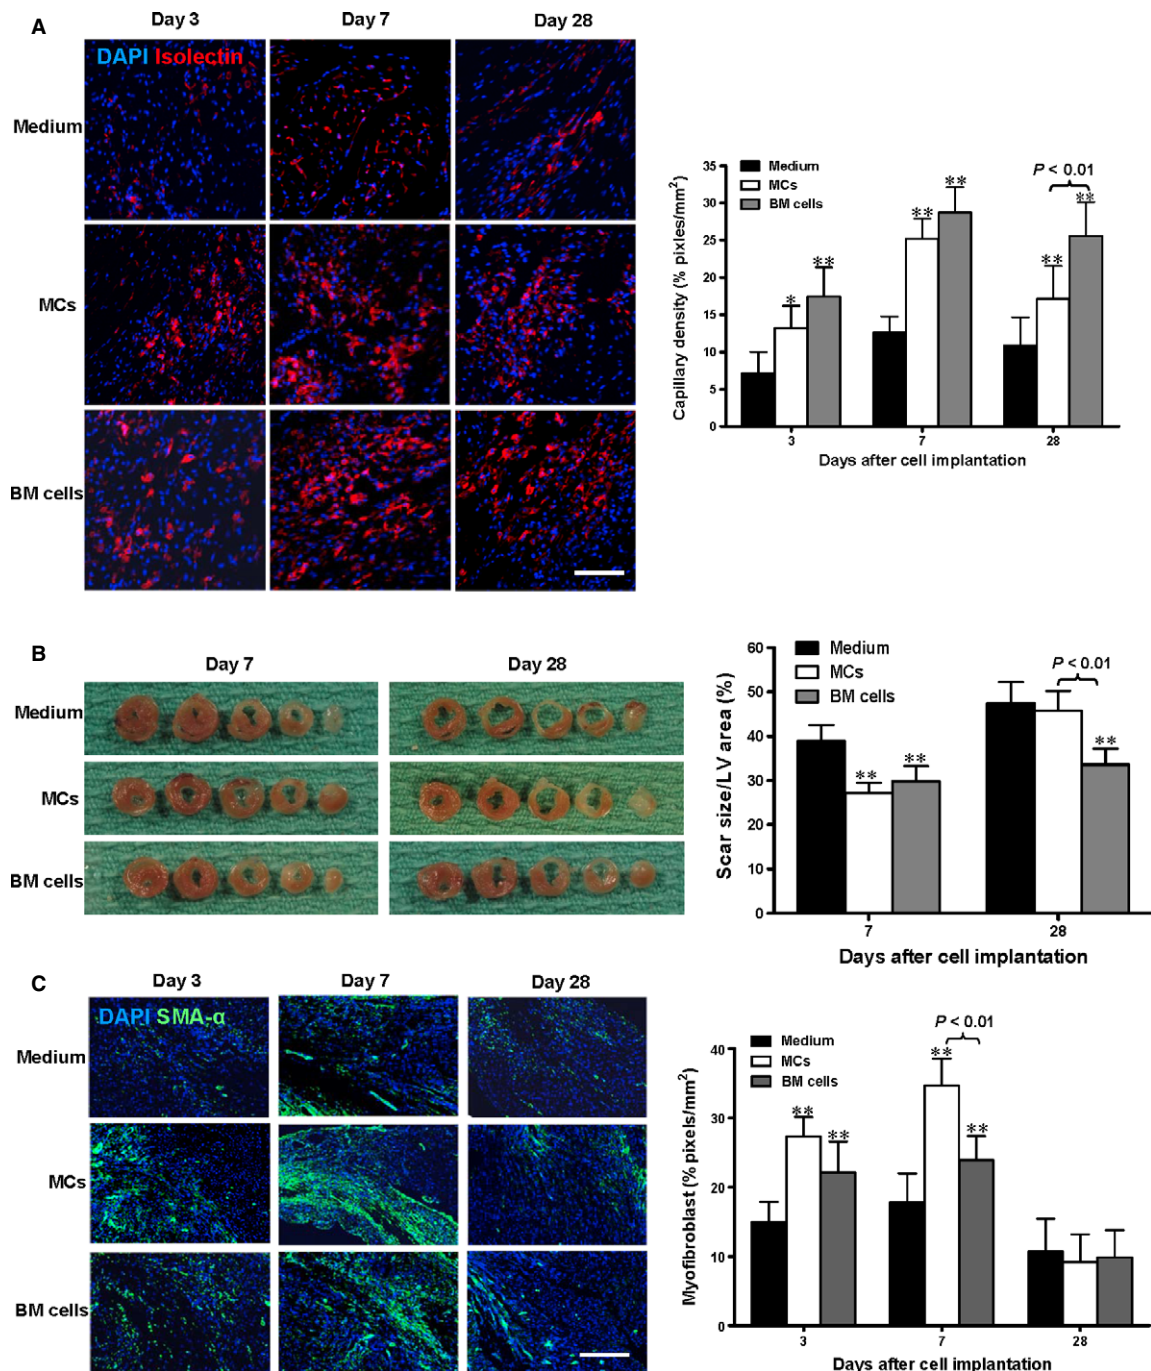 A
Day 3
Day 7
Day 28
DAPI Isolectin
Medium
MCs
BM cells
Medium
MCs
BM cells
P < 0.01
*
**
**
**
**
**
Capillary density (% pixles/mm²)
35
30
25
20
15
10
5
0
3
7
28
Days after cell implantation
B
Day 7
Day 28
Medium
MCs
BM cells
Medium
MCs
BM cells
P < 0.01
**
**
**
Scar size/LV area (%)
60
50
40
30
20
10
0
7
28
Days after cell implantation
C
Day 3
Day 7
Day 28
DAPI SMA-α
Medium
MCs
BM cells
Medium
MCs
BM cells
P < 0.01
**
**
**
**
Myofibroblast (% pixels/mm²)
40
30
20
10
0
3
7
28
Days after cell implantation